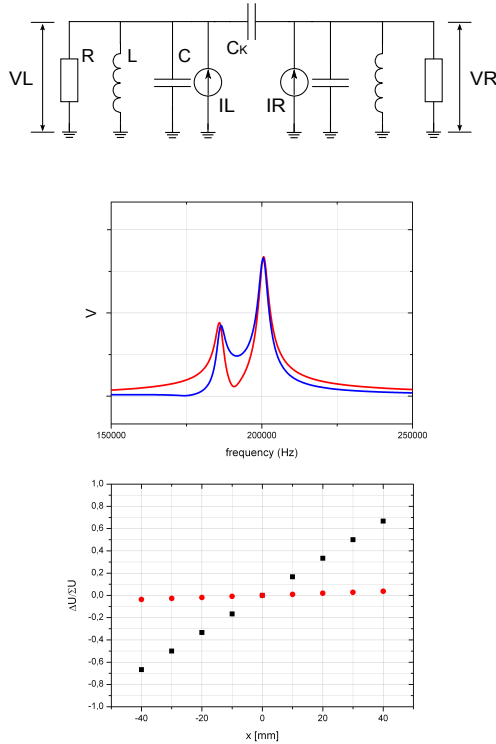 VL R L C IL CK IR VR
V
150000 200000 250000
frequency (Hz)
1,0
0,8
0,6
0,4
0,2
0,0
-0,2
-0,4
-0,6
-0,8
-1,0
ΔU/ΣU
-40 -20 0 20 40
x [mm]